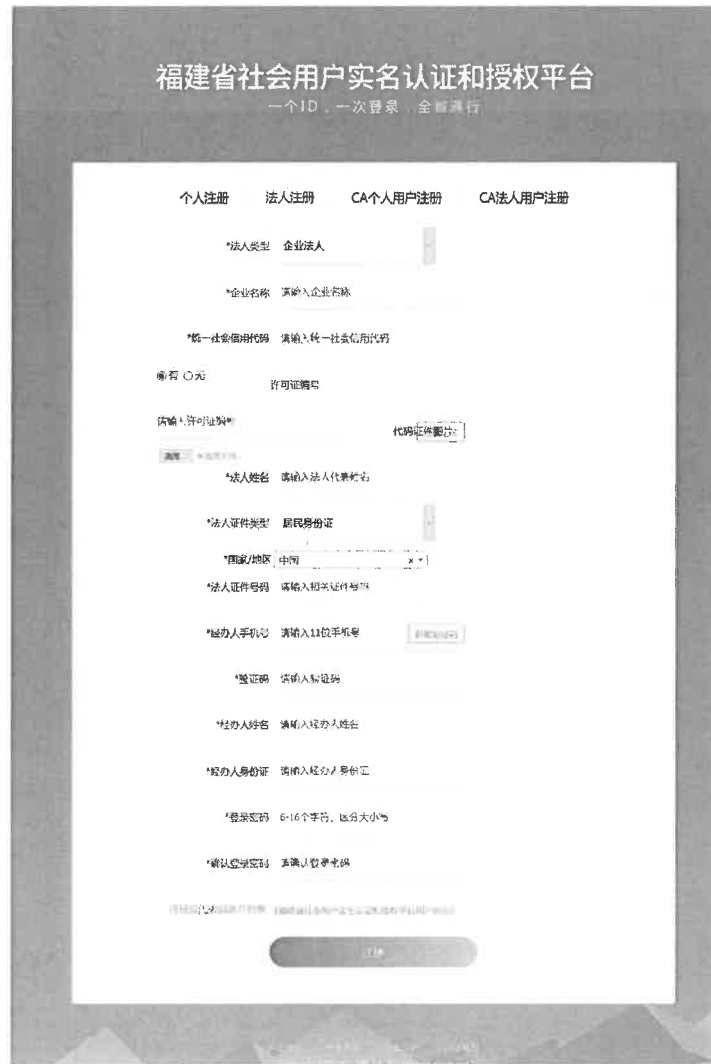 福建省社会用户实名认证和授权平台
一个ID，一次登录，全省通行
个人注册 法人注册 CA个人用户注册 CA法人用户注册
*法人类型 企业法人
*企业名称 请输入企业名称
*统一社会信用代码 请输入统一社会信用代码
有 无 许可证编号
请输入许可证编号
代码证件照片:
*法人姓名 请输入法人代表姓名
*法人证件类型 居民身份证
*国家/地区 中国 x
*法人证件号码 请输入相关证件号码
*经办人手机号 请输入11位手机号
*验证码 请输入验证码
*经办人姓名 请输入经办人姓名
*经办人身份证 请输入经办人身份证
*登录密码 6-16个字符，区分大小写
*确认登录密码 请确认登录密码
注册